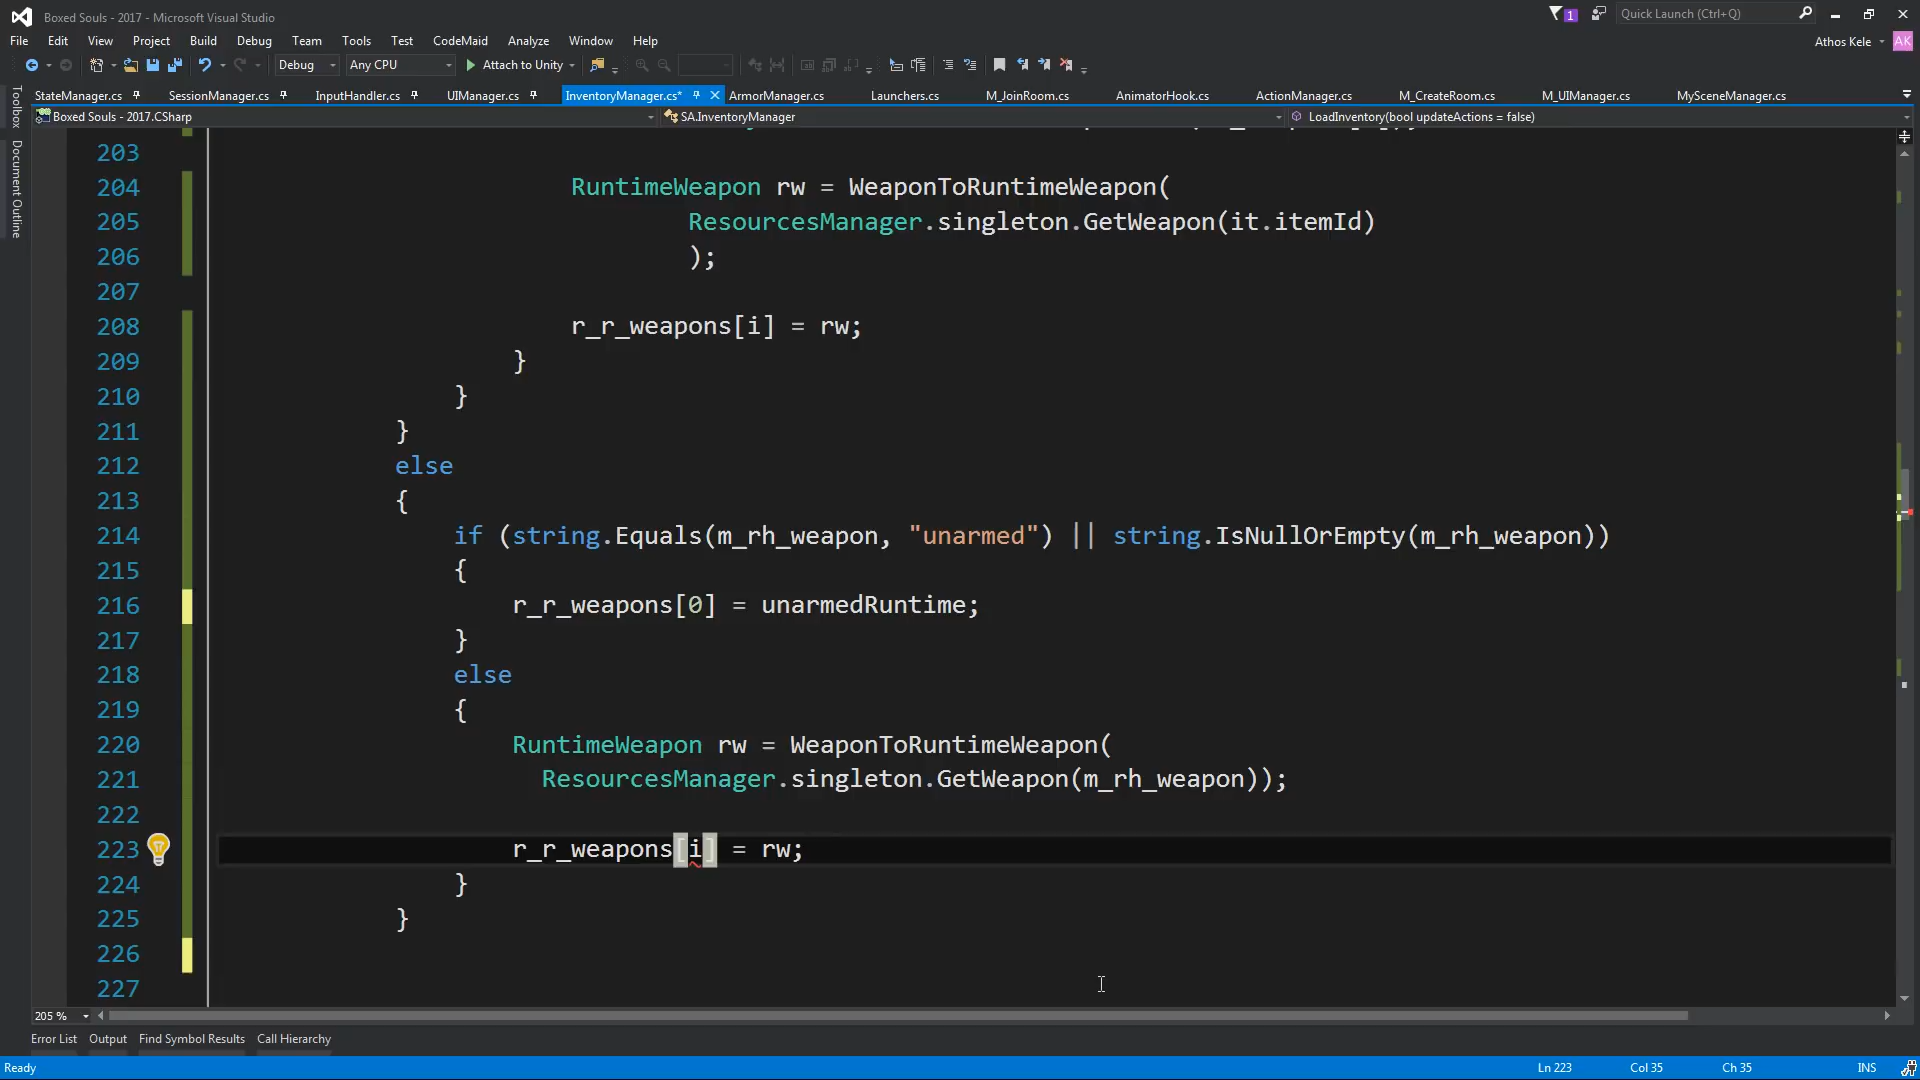 Boxed Souls - 2017 - Microsoft Visual Studio
1
Quick Launch (Ctrl+Q)
File Edit View Project Build Debug Team Tools Test CodeMaid Analyze Window Help
Athos Kele AK
Debug Any CPU Attach to Unity
StateManager.cs SessionManager.cs InputHandler.cs UIManager.cs InventoryManager.cs* ArmorManager.cs Launchers.cs M_JoinRoom.cs AnimatorHook.cs ActionManager.cs M_CreateRoom.cs M_UIManager.cs MySceneManager.cs
Boxed Souls - 2017.CSharp SA.InventoryManager LoadInventory(bool updateActions = false)
Toolbox
Document Outline
203
204 RuntimeWeapon rw = WeaponToRuntimeWeapon(
205 ResourcesManager.singleton.GetWeapon(it.itemId)
206 );
207
208 r_r_weapons[i] = rw;
209 }
210 }
211 }
212 else
213 {
214 if (string.Equals(m_rh_weapon, "unarmed") || string.IsNullOrEmpty(m_rh_weapon))
215 {
216 r_r_weapons[0] = unarmedRuntime;
217 }
218 else
219 {
220 RuntimeWeapon rw = WeaponToRuntimeWeapon(
221 ResourcesManager.singleton.GetWeapon(m_rh_weapon));
222
223 r_r_weapons[i] = rw;
224 }
225 }
226
227
205 %
Error List Output Find Symbol Results Call Hierarchy
Ready Ln 223 Col 35 Ch 35 INS